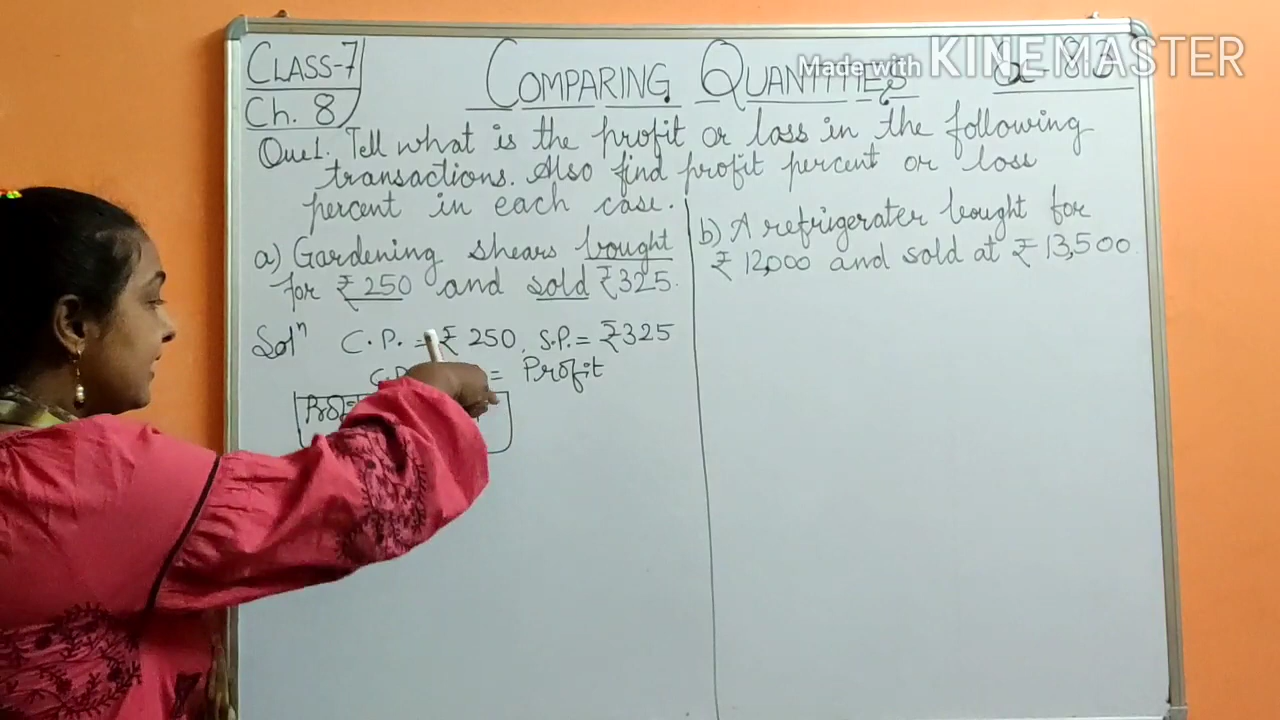 CLASS-7
Ch. 8
COMPARING QUANTITIES
Made with KINEMASTER
Que1. Tell what is the profit or loss in the following
transactions. Also find profit percent or loss
percent in each case.
a) Gardening shears bought
for ₹ 250 and sold ₹325.
Solⁿ C.P. = ₹ 250, S.P. = ₹325
= Profit
b) A refrigerater bought for
₹ 12,000 and sold at ₹ 13,500.